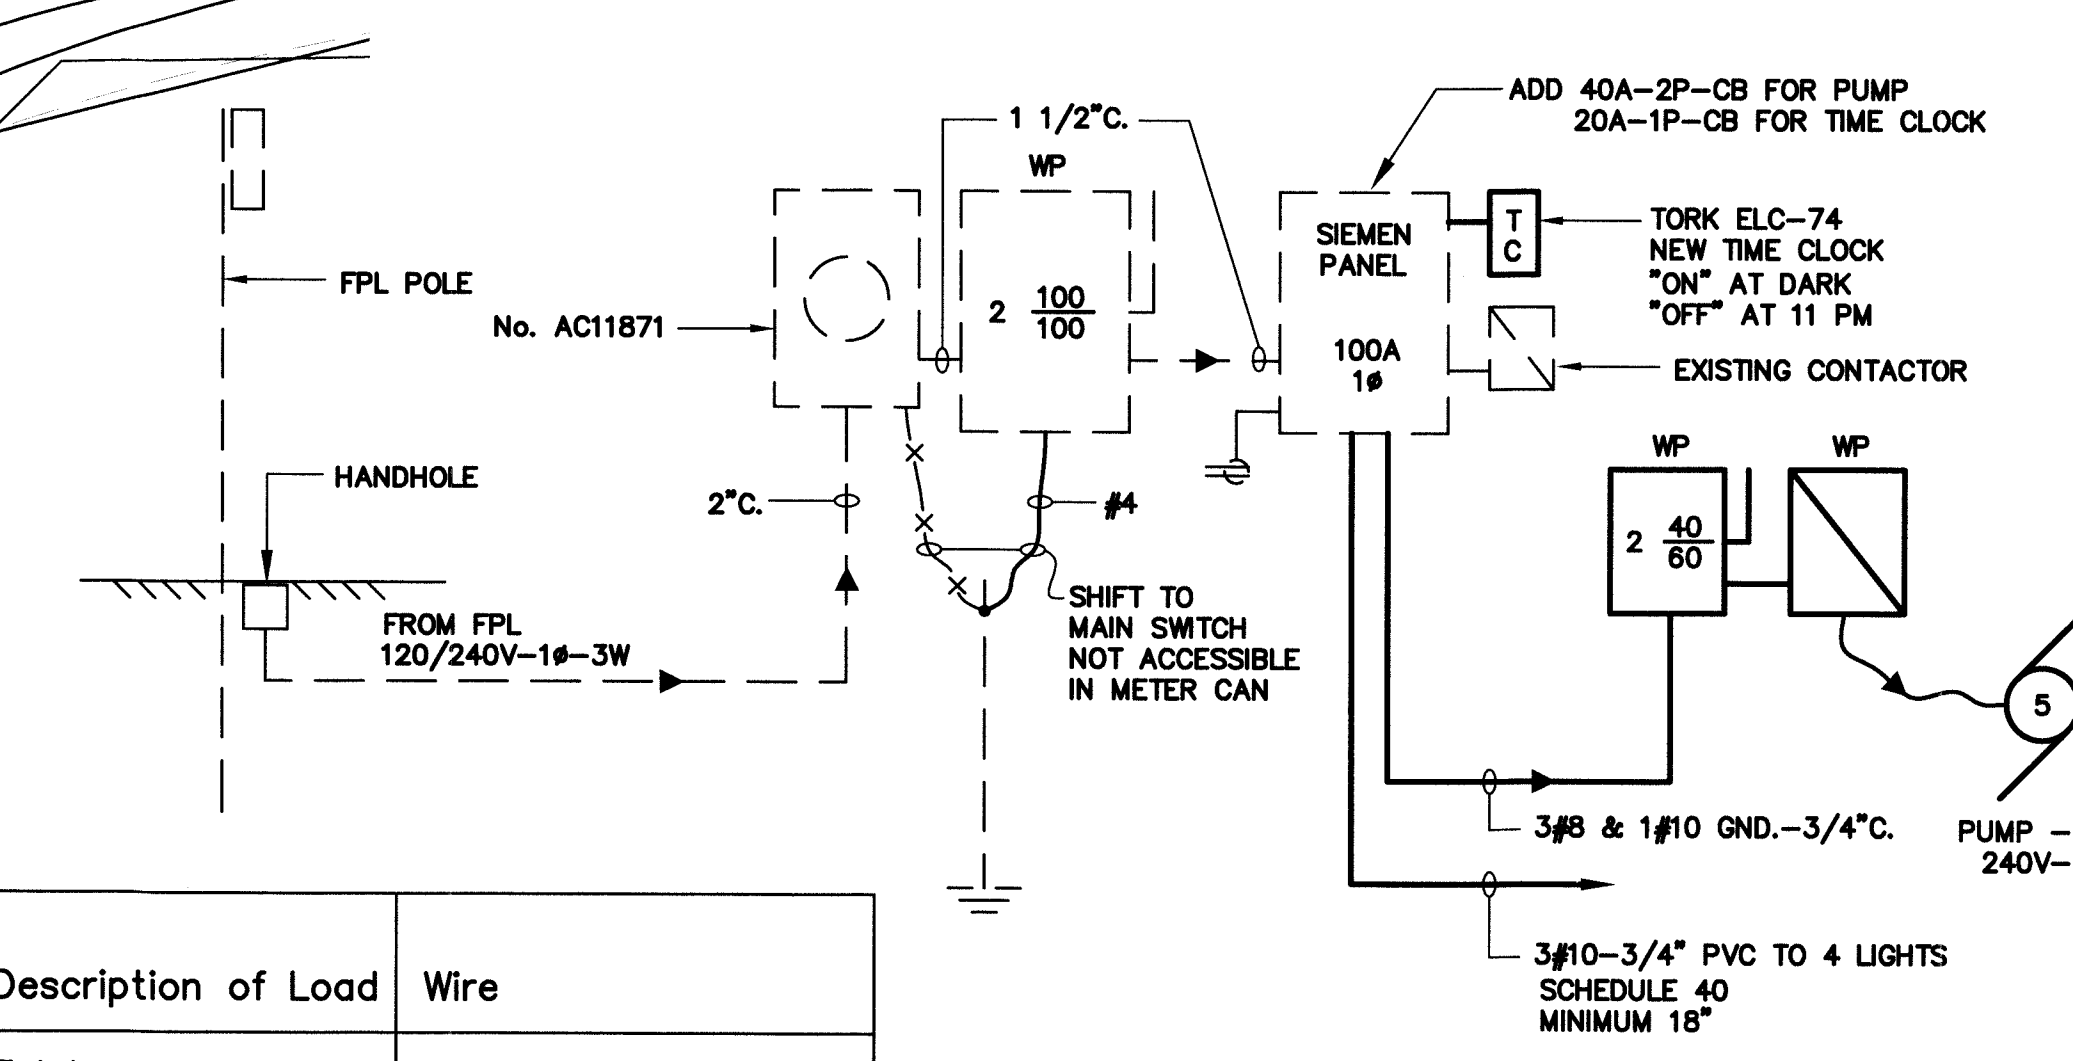 ADD 40A-2P-CB FOR PUMP
20A-1P-CB FOR TIME CLOCK
1 1/2"C.
WP
SIEMEN
PANEL
T
C
TORK ELC-74
NEW TIME CLOCK
"ON" AT DARK
"OFF" AT 11 PM
FPL POLE
No. AC11871
2 100
100
100A
1ø
EXISTING CONTACTOR
HANDHOLE
2"C.
#4
WP
WP
2 40
60
FROM FPL
120/240V-1ø-3W
SHIFT TO
MAIN SWITCH
NOT ACCESSIBLE
IN METER CAN
5
3#8 & 1#10 GND.-3/4"C.
PUMP -
240V-
3#10-3/4" PVC TO 4 LIGHTS
SCHEDULE 40
MINIMUM 18"
Description of Load
Wire